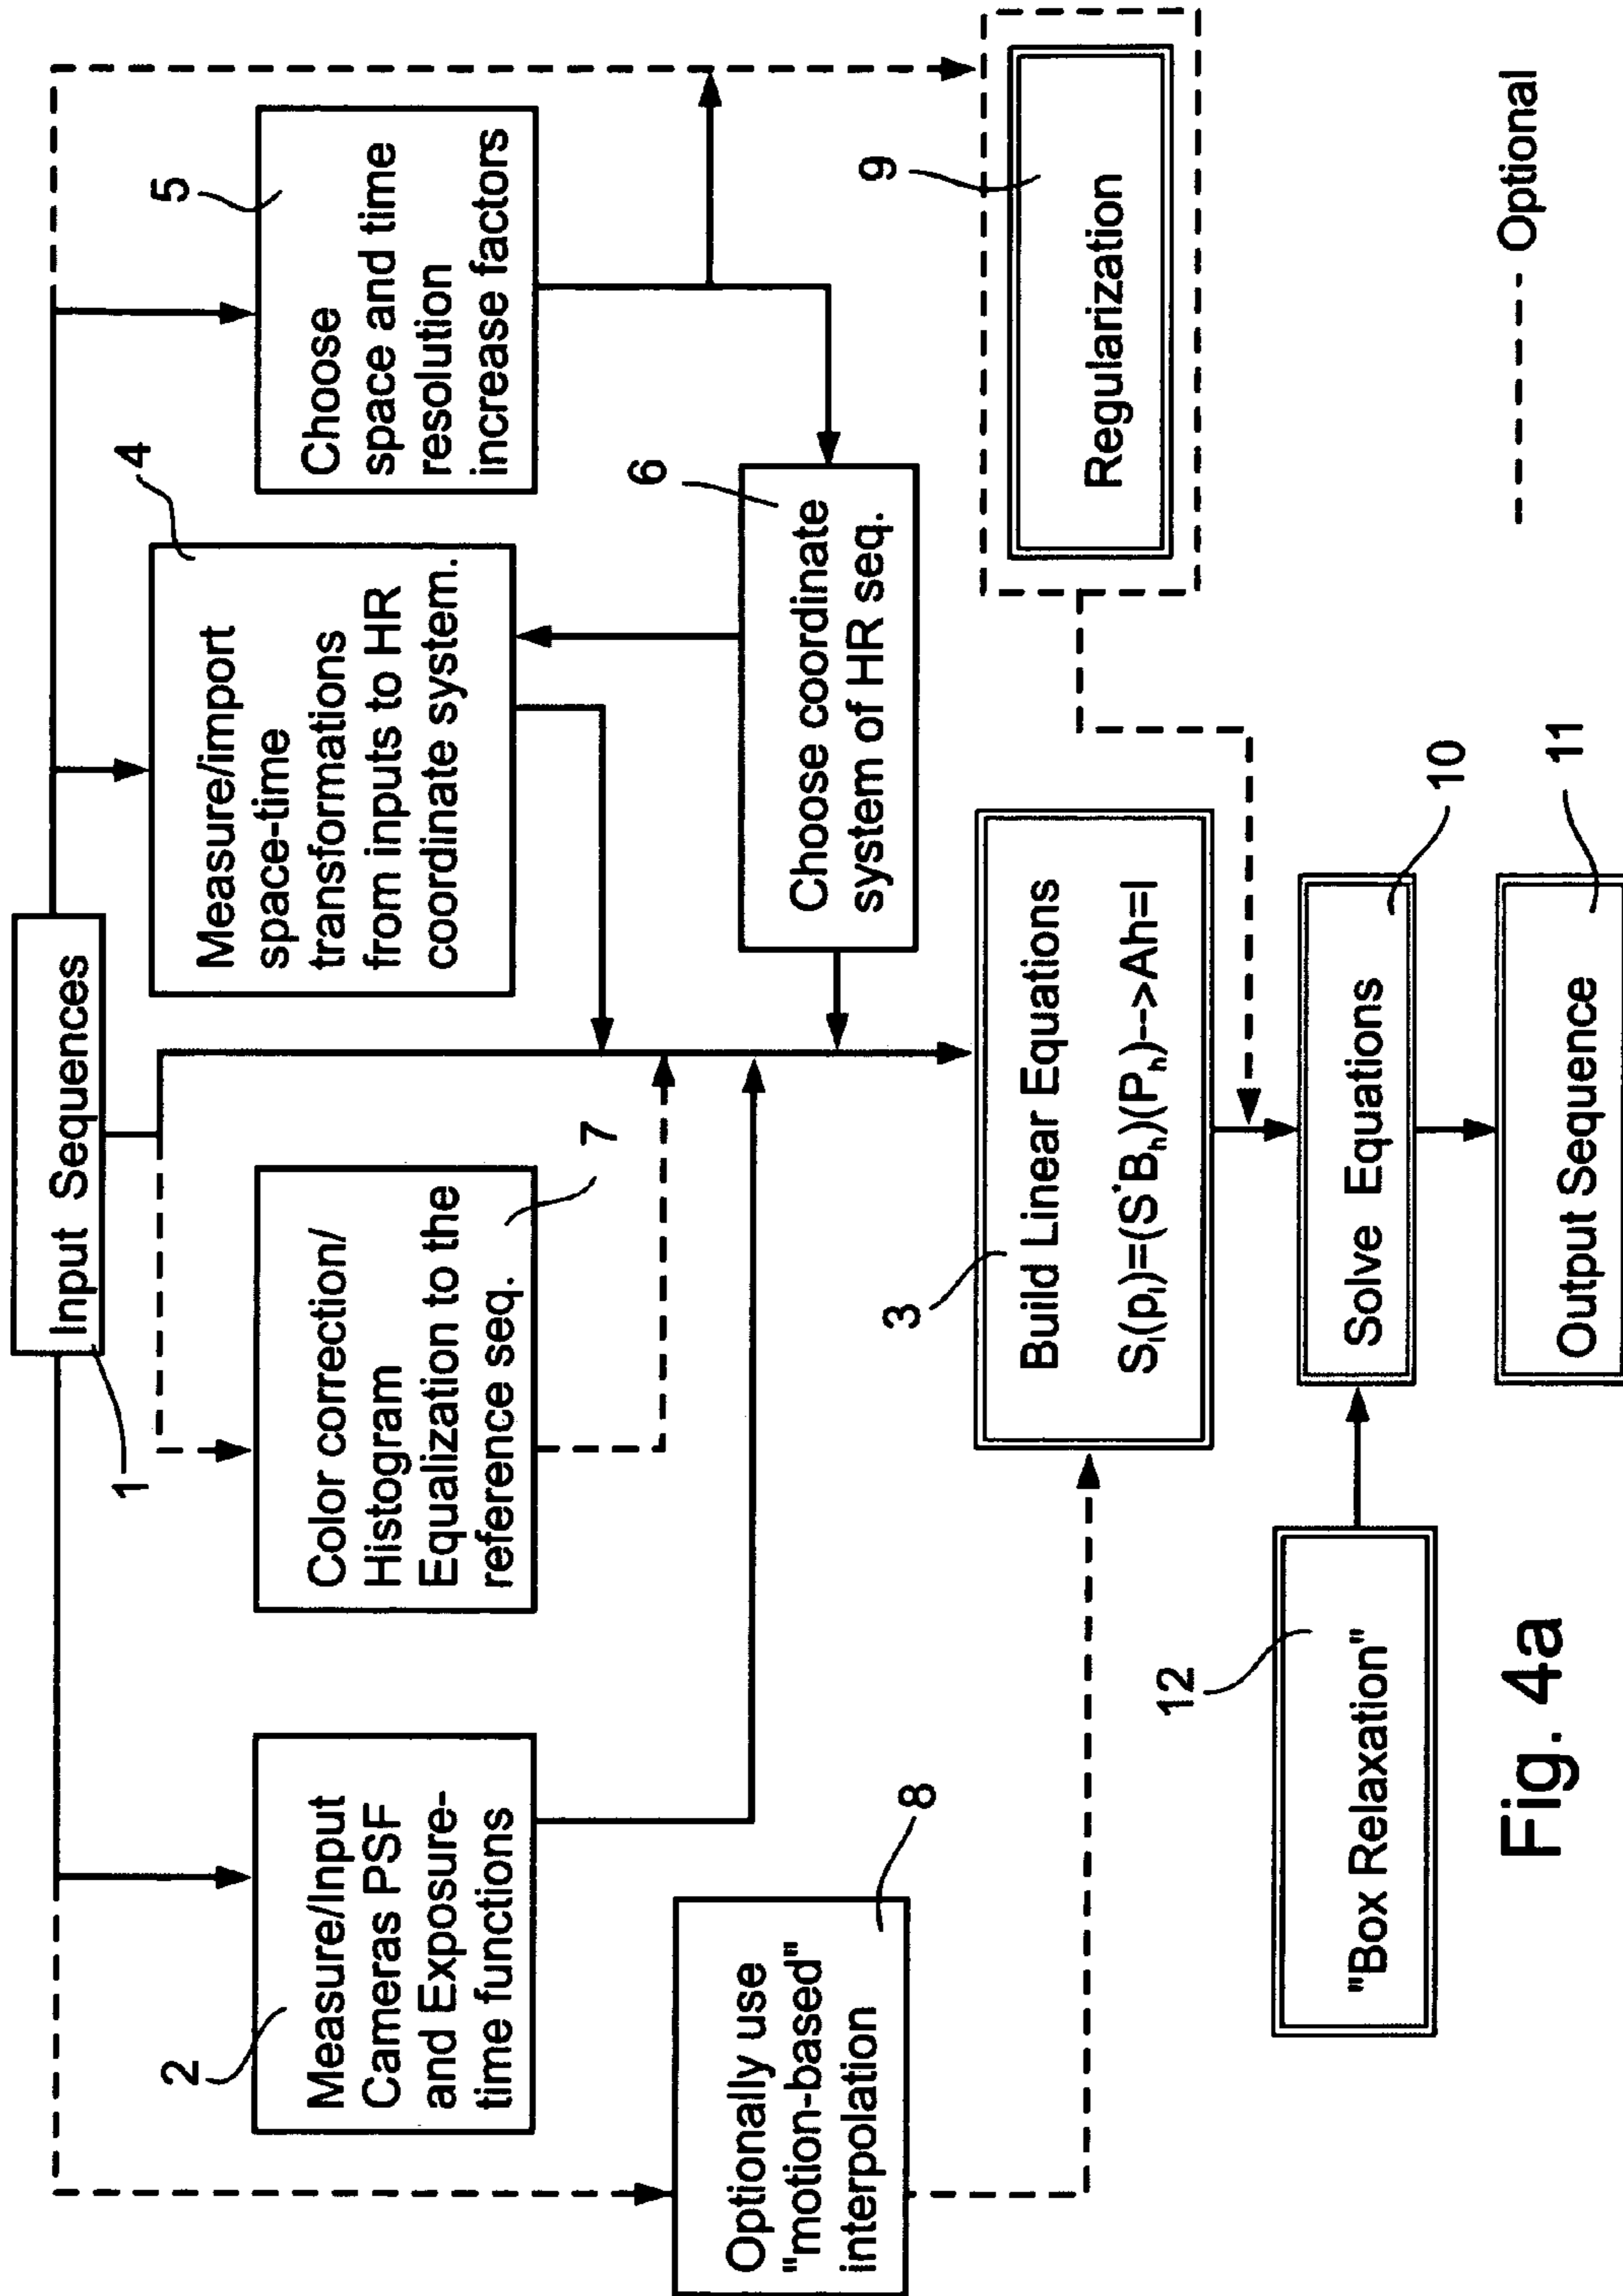 Input Sequences
1
Measure/Input
Cameras PSF
and Exposure-
time functions
2
Color correction/
Histogram
Equalization to the
reference seq.
7
Measure/import
space-time
transformations
from inputs to HR
coordinate system.
4
Choose
space and time
resolution
increase factors
5
Optionally use
"motion-based"
interpolation
8
Choose coordinate
system of HR seq.
6
Build Linear Equations
Sₗ(pₗ)=(S*Bₕ)(Pₕ)-->Ah=l
3
Regularization
9
Solve Equations
10
"Box Relaxation"
12
Output Sequence
11
Optional
Fig. 4a